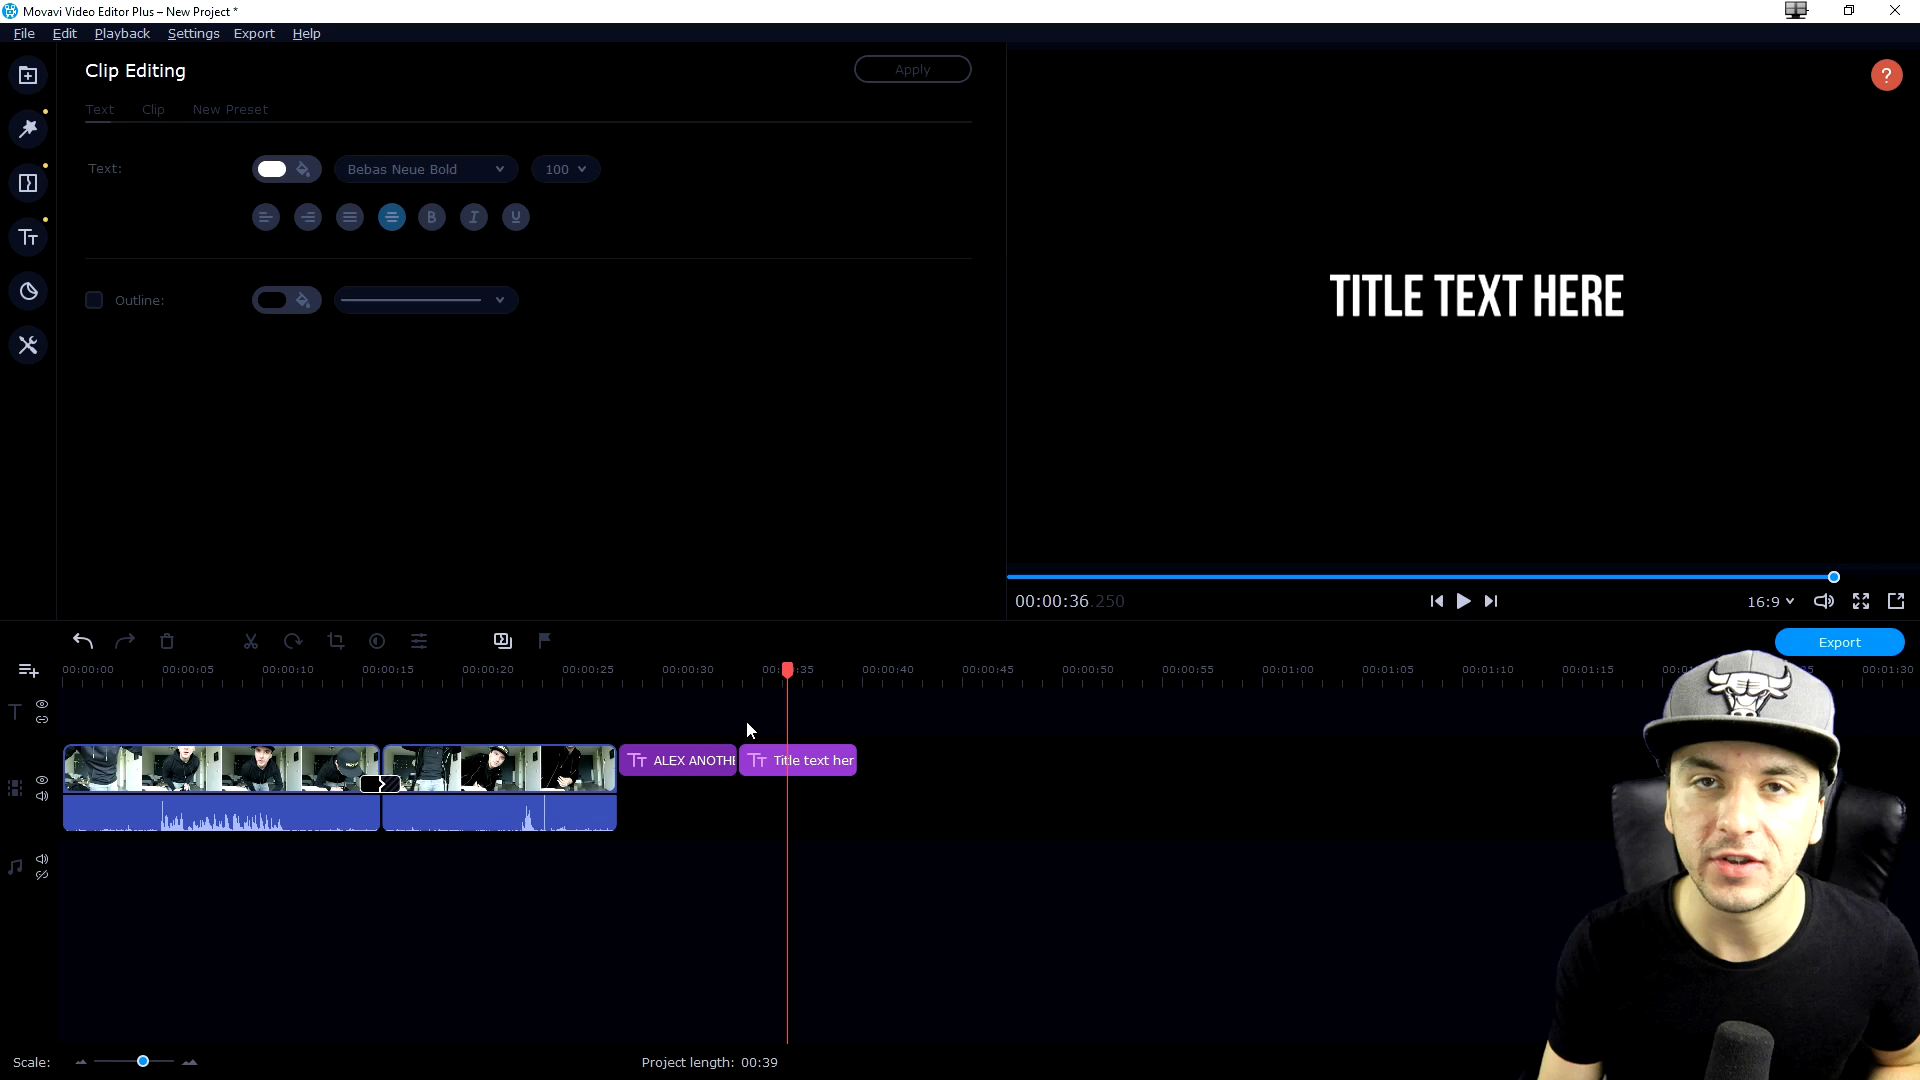 Movavi Video Editor Plus – New Project *
File Edit Playback Settings Export Help
Clip Editing
Apply
?
Text Clip New Preset
Text:
Bebas Neue Bold
100
B I U
Outline:
TITLE TEXT HERE
00:00:36.250
16:9
Export
00:00:00 00:00:05 00:00:10 00:00:15 00:00:20 00:00:25 00:00:30 00:00:40 00:00:45 00:00:50 00:00:55 00:01:00 00:01:05 00:01:10 00:01:15 00:01:30
ALEX ANOTHE
Title text her
Scale:
Project length: 00:39